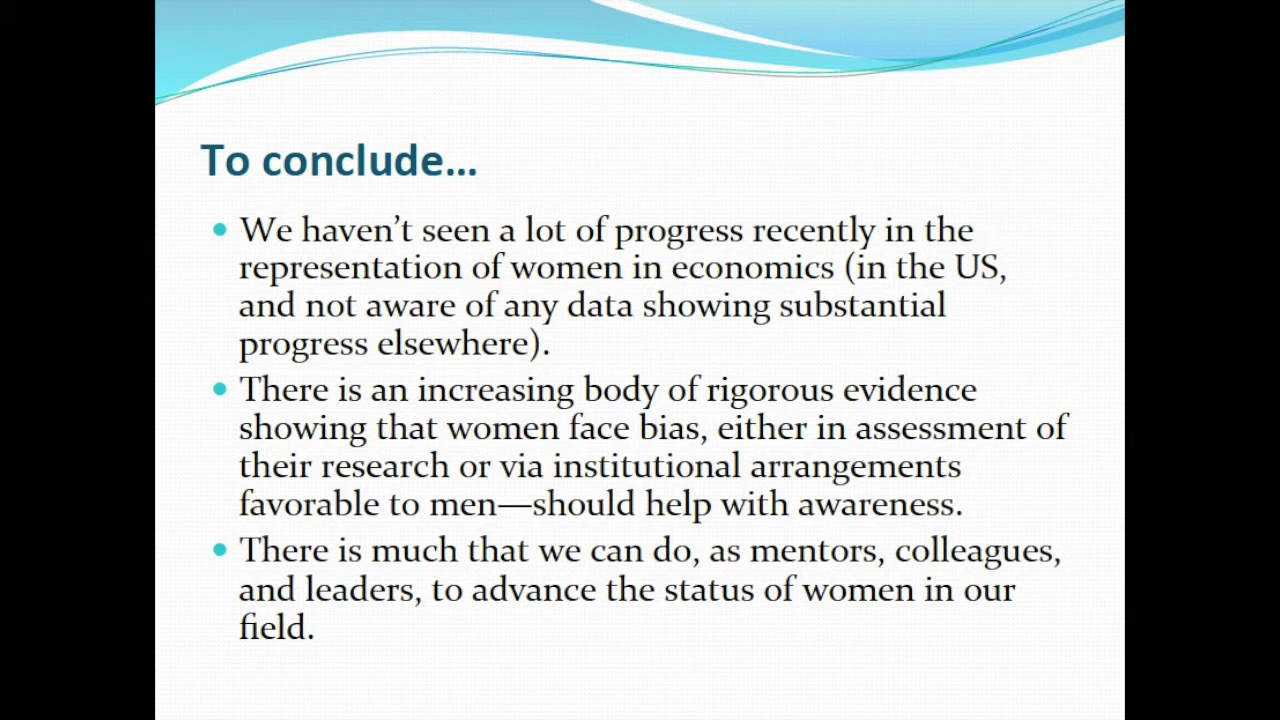 To conclude…
• We haven’t seen a lot of progress recently in the
representation of women in economics (in the US,
and not aware of any data showing substantial
progress elsewhere).
• There is an increasing body of rigorous evidence
showing that women face bias, either in assessment of
their research or via institutional arrangements
favorable to men—should help with awareness.
• There is much that we can do, as mentors, colleagues,
and leaders, to advance the status of women in our
field.